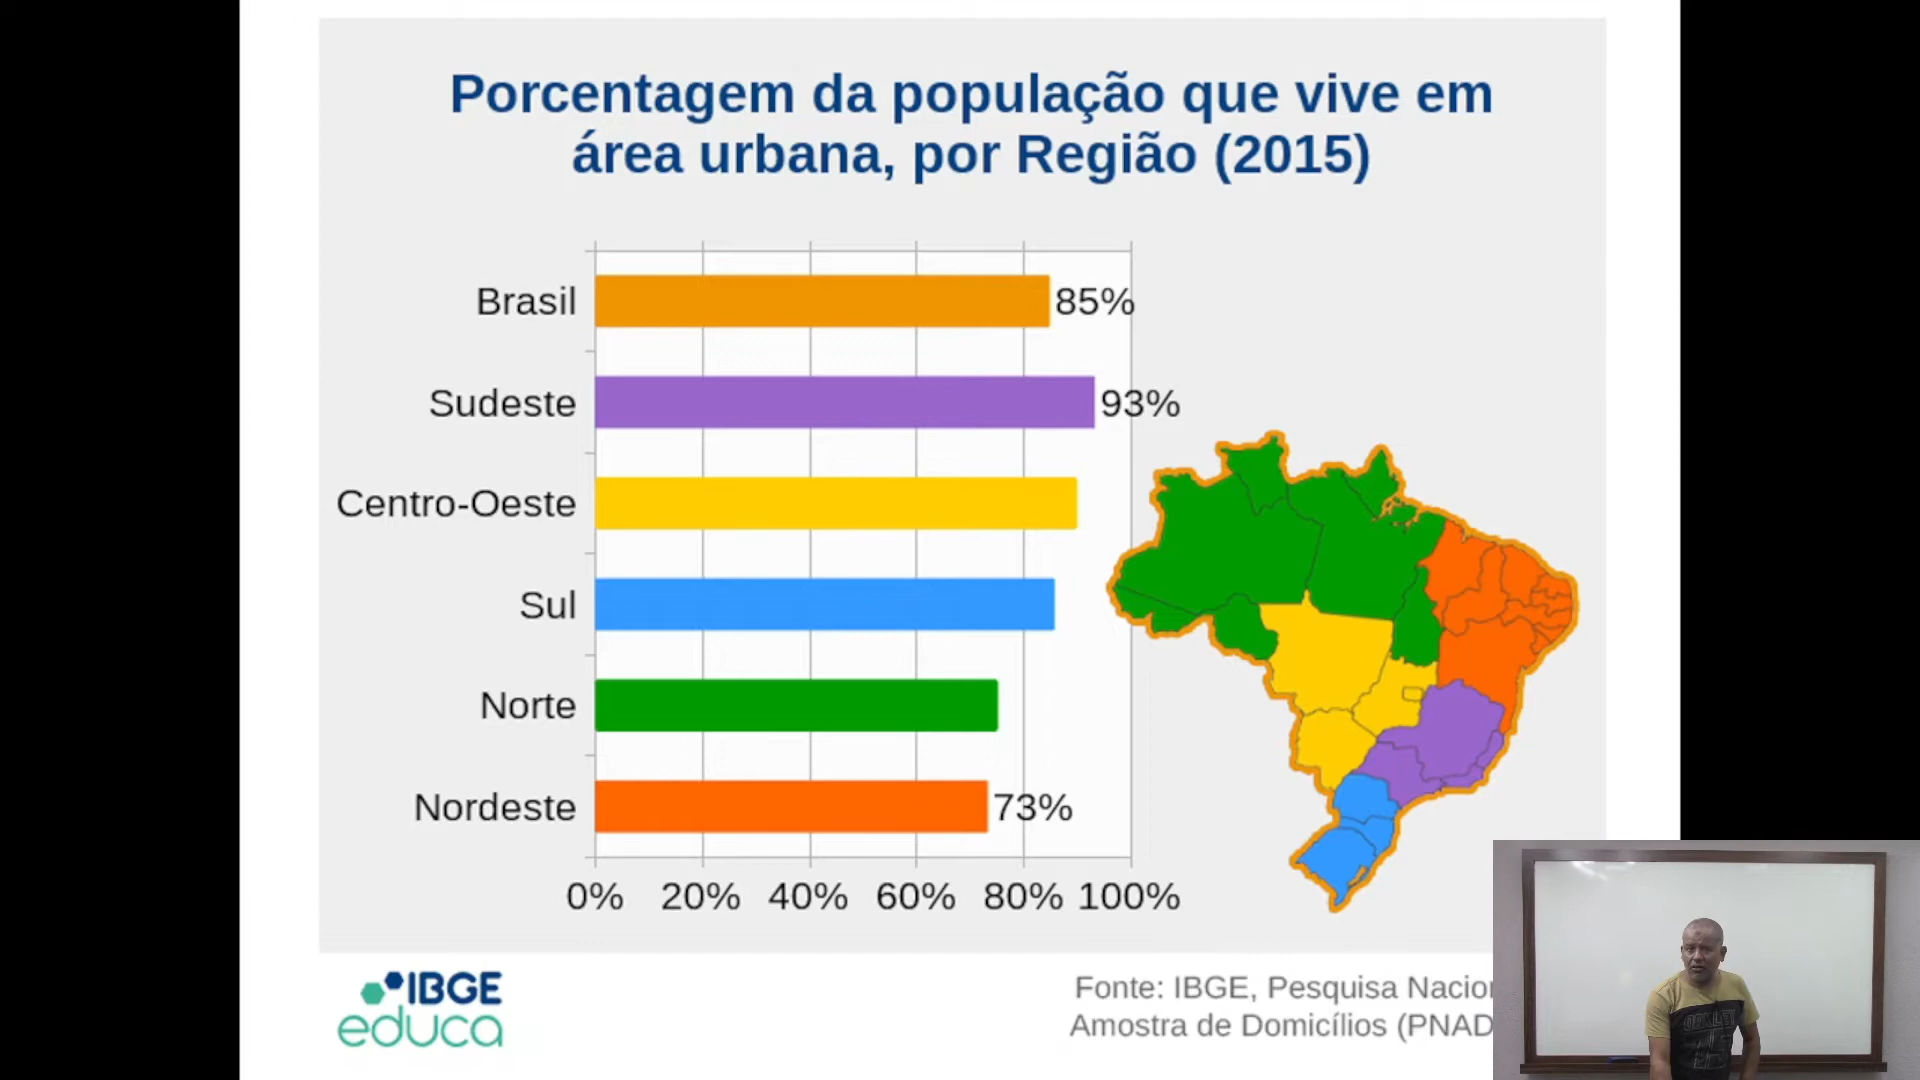 Porcentagem da população que vive em
área urbana, por Região (2015)
Brasil
85%
Sudeste
93%
Centro-Oeste
Sul
Norte
Nordeste
73%
0% 20% 40% 60% 80% 100%
IBGE
educa
Fonte: IBGE, Pesquisa
Amostra de Domicílios (PNAD
OAKLEY